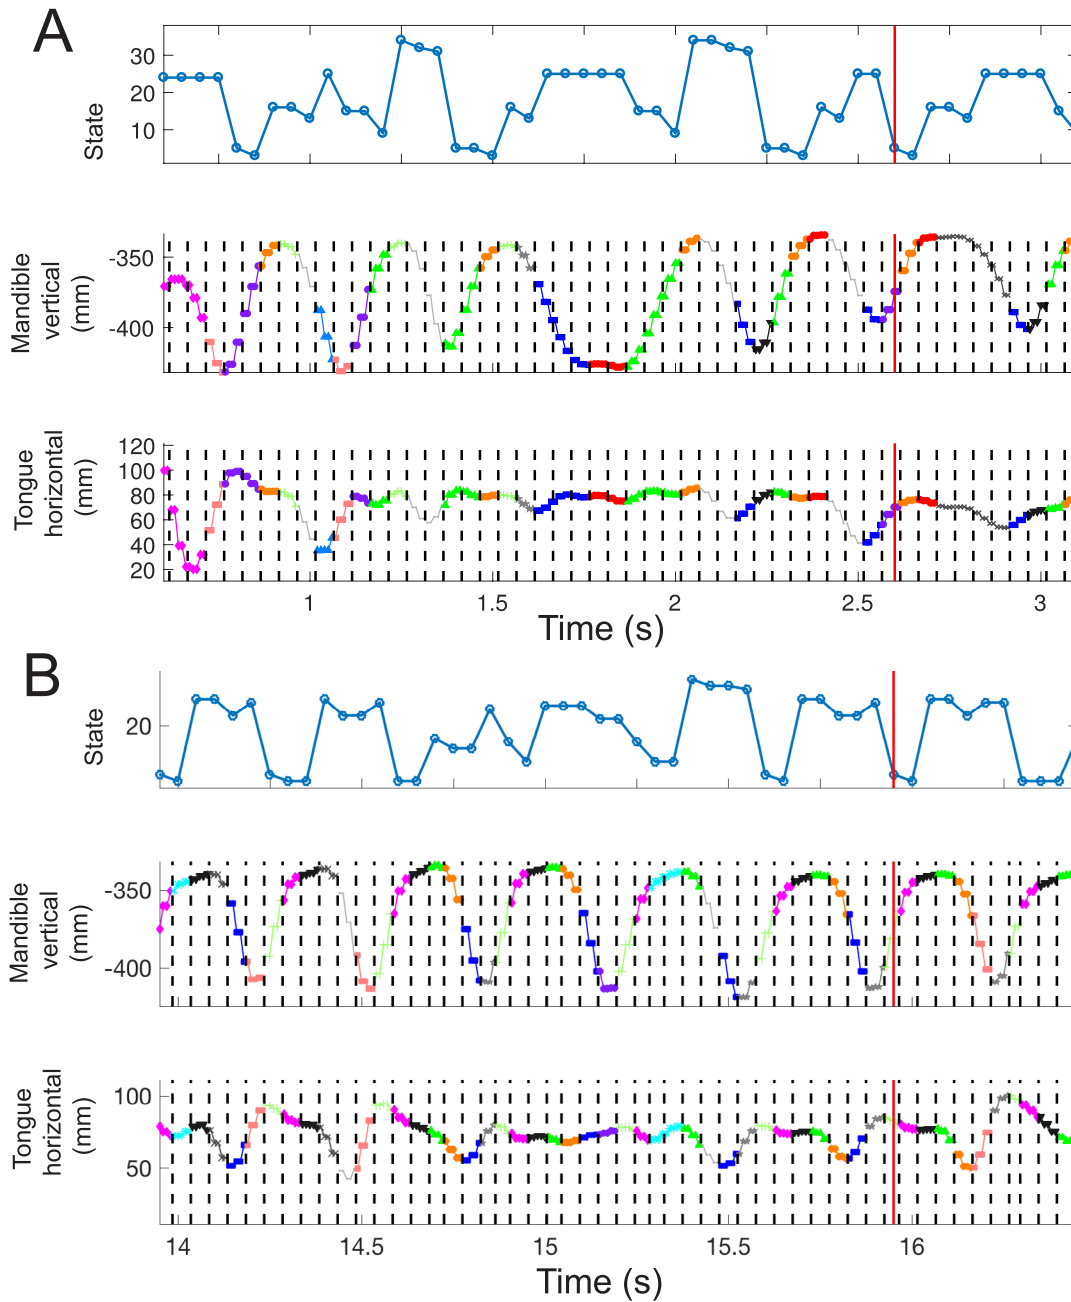 A
State
30
20
10
Mandible
vertical
(mm)
-350
-400
Tongue
horizontal
(mm)
120
100
80
60
40
20
1
1.5
2
2.5
3
Time (s)
B
State
20
Mandible
vertical
(mm)
-350
-400
Tongue
horizontal
(mm)
100
50
14
14.5
15
15.5
16
Time (s)